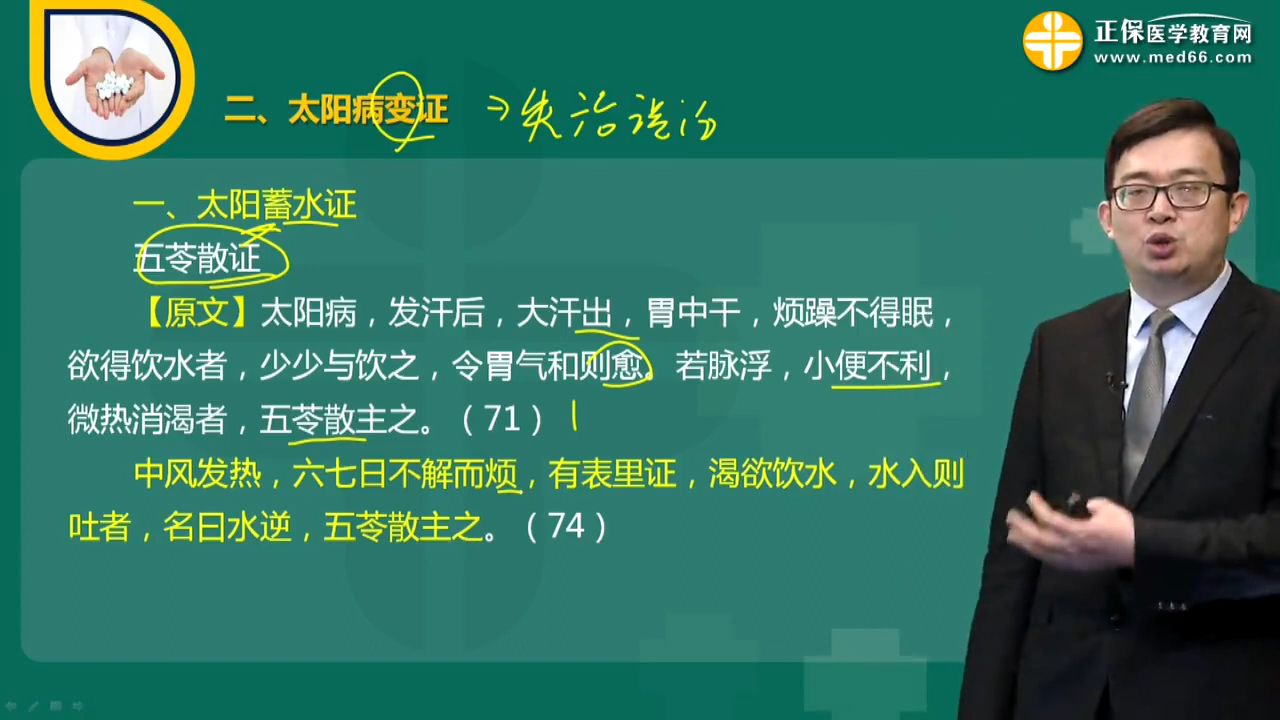 正保医学教育网
www.med66.com
二、太阳病变证 →失治误治
一、太阳蓄水证
五苓散证
【原文】太阳病，发汗后，大汗出，胃中干，烦躁不得眠，
欲得饮水者，少少与饮之，令胃气和则愈。若脉浮，小便不利，
微热消渴者，五苓散主之。（71）
中风发热，六七日不解而烦，有表里证，渴欲饮水，水入则
吐者，名曰水逆，五苓散主之。（74）